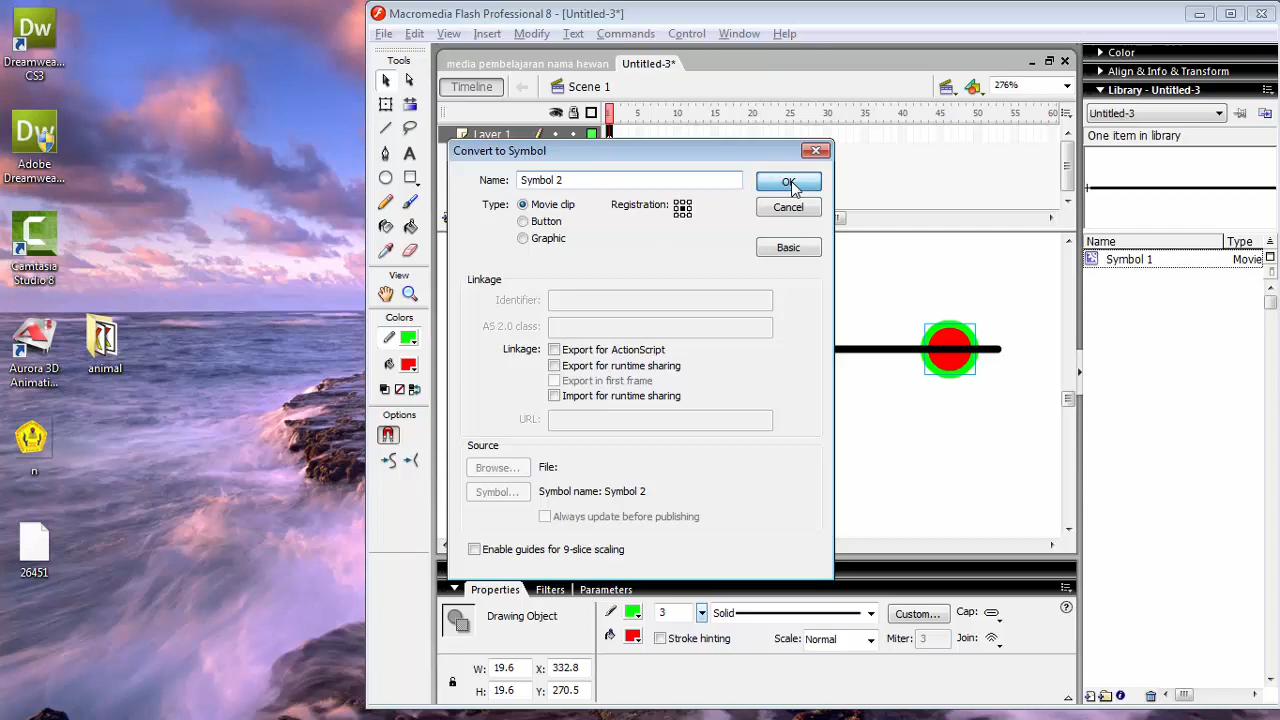 Macromedia Flash Professional 8 - [Untitled-3*]
File Edit View Insert Modify Text Commands Control Window Help
Dreamwea...
CS3
Adobe
Dreamwea...
Camtasia
Studio 8
Aurora 3D
Animati...
animal
n
26451
Tools
View
Colors
Options
media pembelajaran nama hewan
Untitled-3*
Timeline
Scene 1
276%
Layer 1
5 10 15 20 25 30 35 40 45 50 55 60
Convert to Symbol
Name: Symbol 2
OK
Type: Movie clip
Registration:
Cancel
Button
Graphic
Basic
Linkage
Identifier:
AS 2.0 class:
Linkage: Export for ActionScript
Export for runtime sharing
Export in first frame
Import for runtime sharing
URL:
Source
Browse... File:
Symbol... Symbol name: Symbol 2
Always update before publishing
Enable guides for 9-slice scaling
Color
Align & Info & Transform
Library - Untitled-3
Untitled-3
One item in library
Name Type
Symbol 1 Movie
Properties Filters Parameters
Drawing Object
3 Solid Custom... Cap:
Stroke hinting Scale: Normal Miter: 3 Join:
W: 19.6 X: 332.8
H: 19.6 Y: 270.5